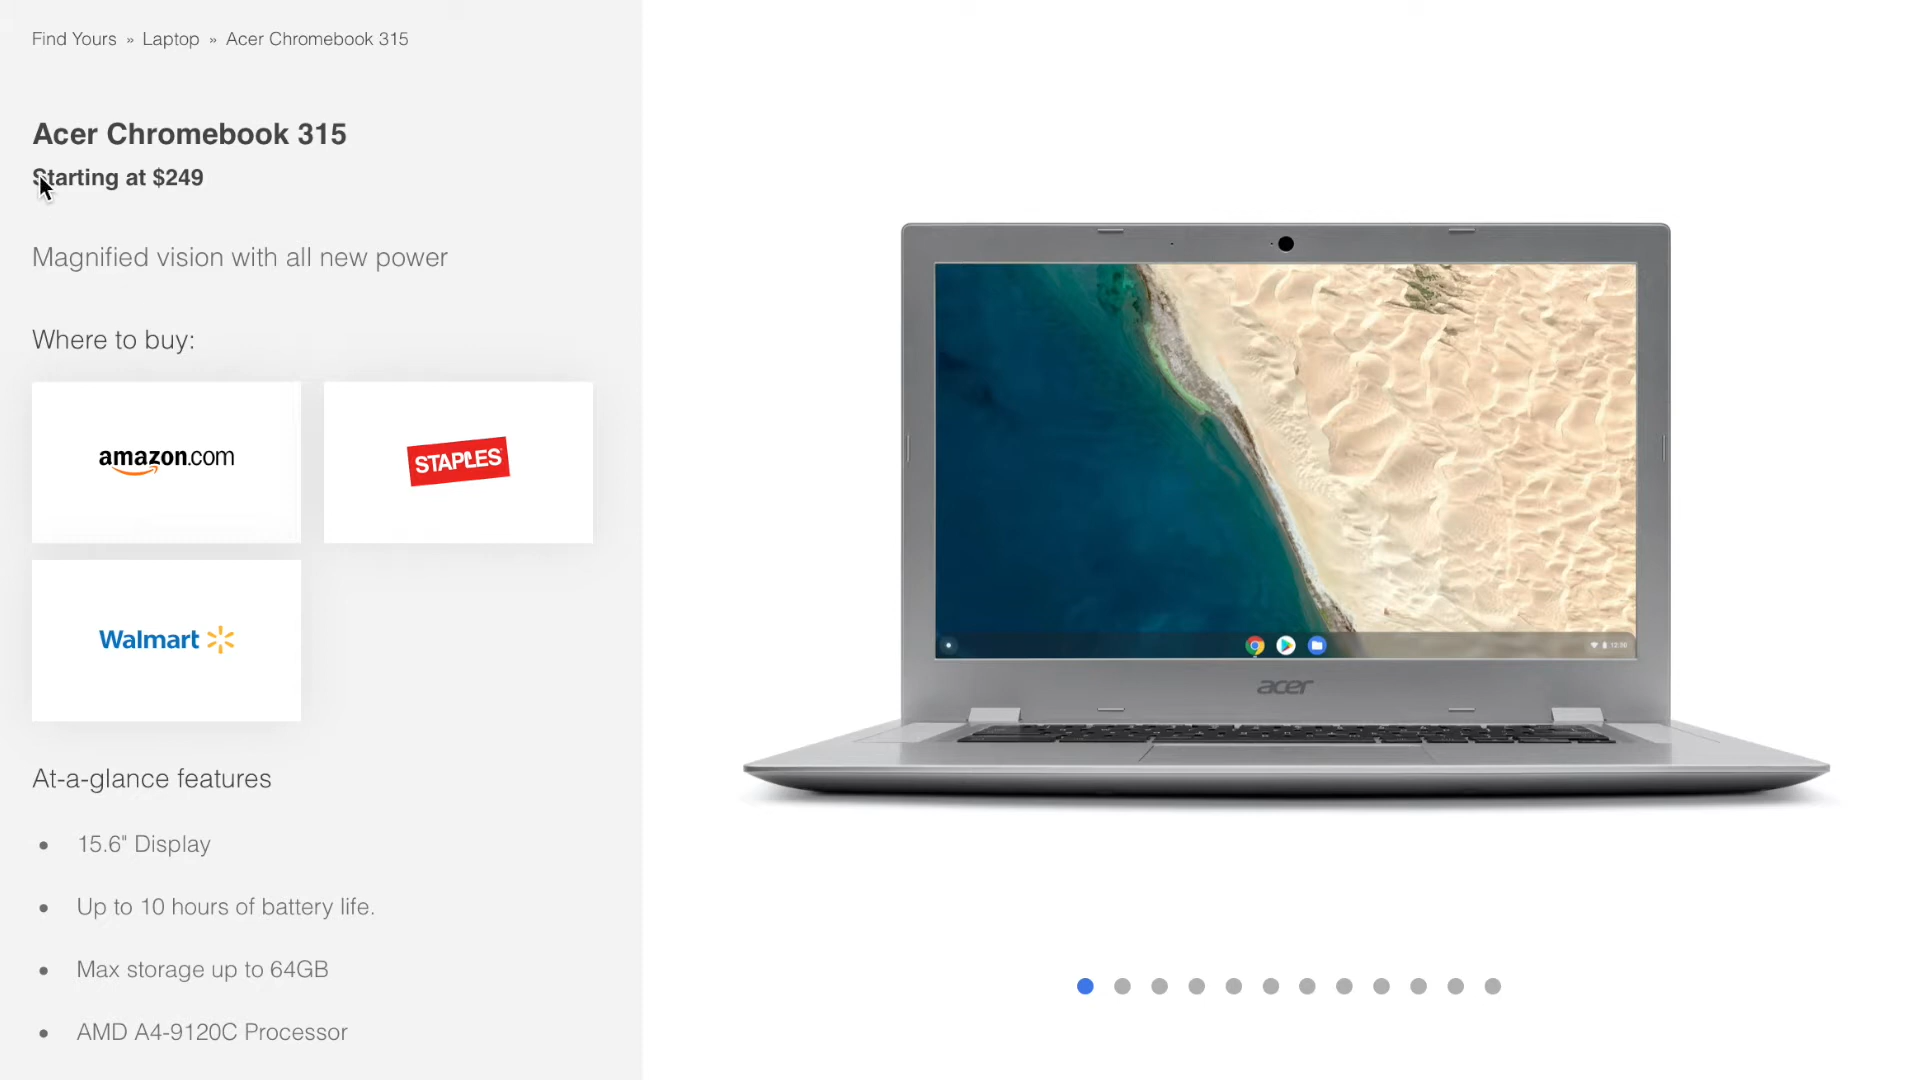 Find Yours » Laptop » Acer Chromebook 315
Acer Chromebook 315
Starting at $249
Magnified vision with all new power
Where to buy:
amazon.com
STAPLES
Walmart
At-a-glance features
• 15.6" Display
• Up to 10 hours of battery life.
• Max storage up to 64GB
• AMD A4-9120C Processor
acer
12:30